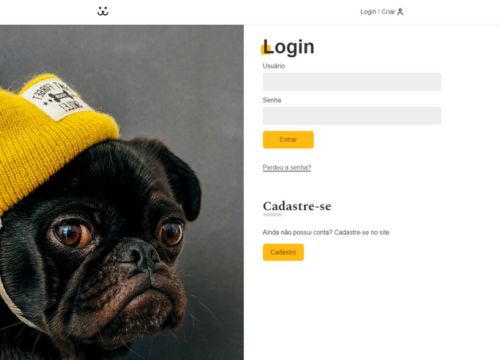 Login / Criar
Login
Usuário
Senha
Entrar
Perdeu a senha?
Cadastre-se
Ainda não possui conta? Cadastre-se no site
Cadastro